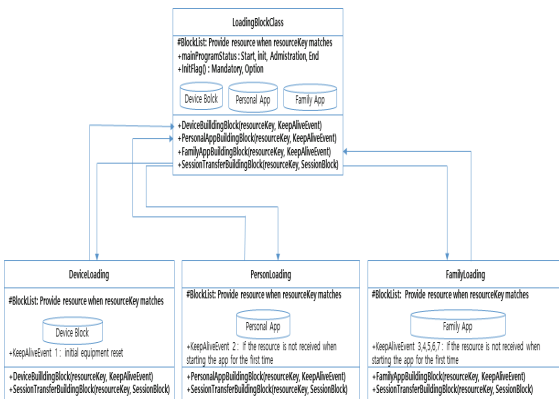 LoadingBlockClass
#BlockList: Provide resource when resourceKey matches
+mainProgramStatus : Start, init, Admistration, End
+InitFlag() : Mandatory, Option
Device Bolck
Personal App
Family App
+DeviceBuilldingBlock(resourceKey, KeepAliveEvent)
+PersonalAppBuildingBlock(resourceKey, KeepAliveEvent)
+FamilyAppBuildingBlock(resourceKey, KeepAliveEvent)
+SessionTransferBuildingBlock(resourceKey, SessionBlock)
DeviceLoading
#BlockList: Provide resource when resourceKey matches
Device Block
+KeepAliveEvent 1 : initial equipment reset
+DeviceBuilldingBlock(resourceKey, KeepAliveEvent)
+SessionTransferBuildingBlock(resourceKey, SessionBlock)
PersonLoading
#BlockList: Provide resource when resourceKey matches
Personal App
+KeepAliveEvent 2 : If the resource is not received when
starting the app for the first time
+PersonalAppBuildingBlock(resourceKey, KeepAliveEvent)
+SessionTransferBuildingBlock(resourceKey, SessionBlock)
FamilyLoading
#BlockList: Provide resource when resourceKey matches
Family App
+KeepAliveEvent 3,4,5,6,7 : If the resource is not received when
starting the app for the first time
+FamilyAppBuildingBlock(resourceKey, KeepAliveEvent)
+SessionTransferBuildingBlock(resourceKey, SessionBlock)